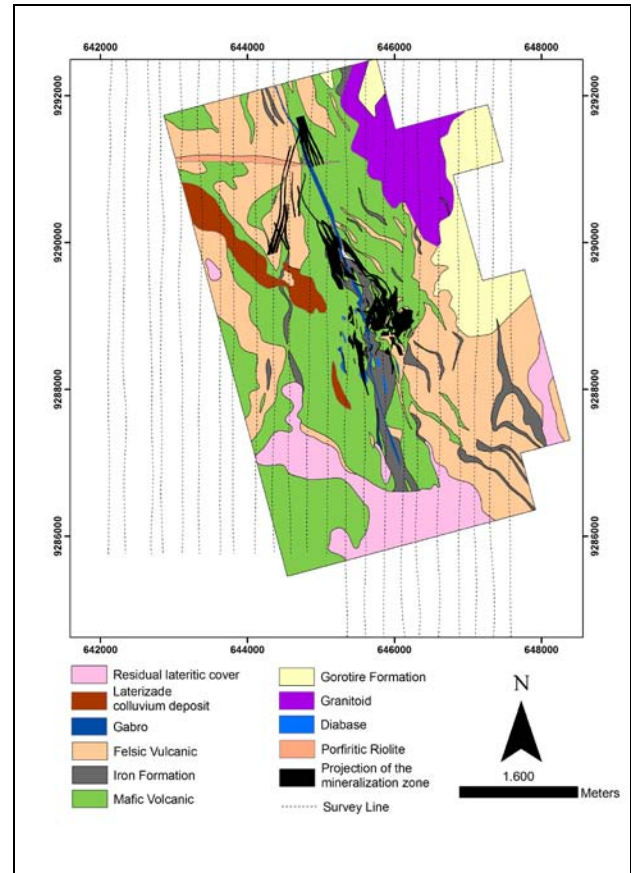 642000 644000 646000 648000
9292000 9292000
9290000 9290000
9288000 9288000
9286000 9286000
642000 644000 646000 648000
Residual lateritic cover
Laterizade
colluvium deposit
Gabro
Felsic Vulcanic
Iron Formation
Mafic Volcanic
Gorotire Formation
Granitoid
Diabase
Porfiritic Riolite
Projection of the
mineralization zone
Survey Line
N
1.600
Meters